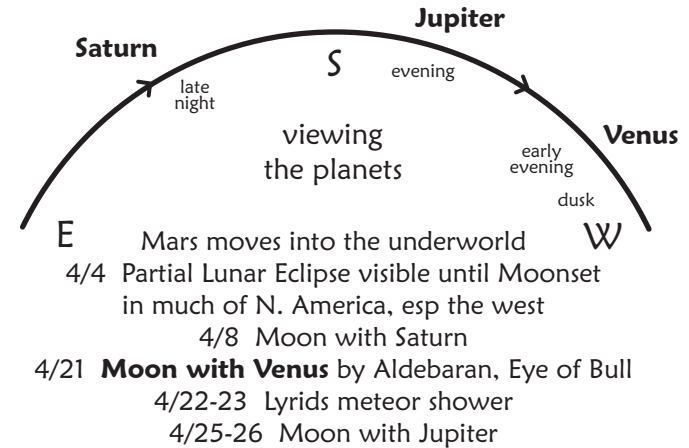 Jupiter
Saturn
S
evening
late
night
viewing
the planets
Venus
early
evening
dusk
E
W
Mars moves into the underworld
4/4 Partial Lunar Eclipse visible until Moonset
in much of N. America, esp the west
4/8 Moon with Saturn
4/21 Moon with Venus by Aldebaran, Eye of Bull
4/22-23 Lyrids meteor shower
4/25-26 Moon with Jupiter